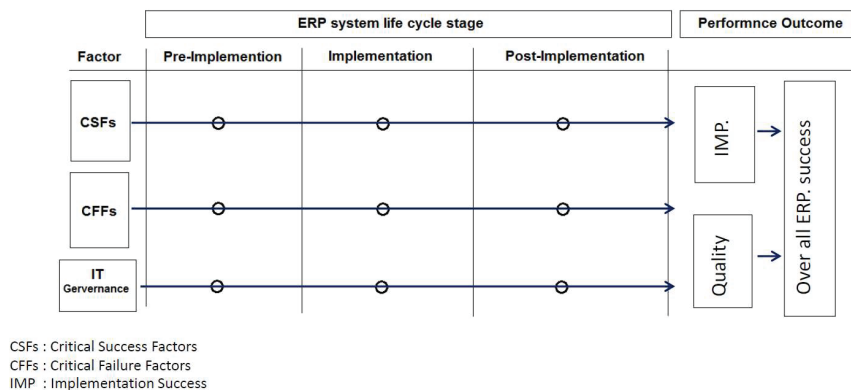 ERP system life cycle stage
Performnce Outcome
Factor
Pre-Implemention
Implementation
Post-Implementation
CSFs
CFFs
IT
Gervernance
IMP.
Quality
Over all ERP. success
CSFs : Critical Success Factors
CFFs : Critical Failure Factors
IMP : Implementation Success